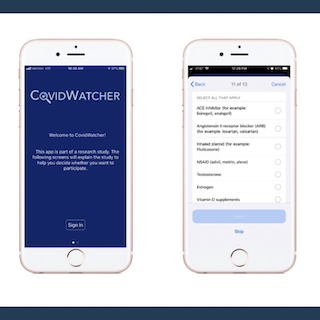 10:30 AM
COVIDWATCHER
Welcome to CovidWatcher!
This app is part of a research study. The
following screens will explain the study to
help you decide whether you want to
participate.
Sign In
12:29 PM
Back
11 of 13
Cancel
SELECT ALL THAT APPLY
ACE inhibitor (for example:
lisinopril, enalapril)
Angiotensin II receptor blocker (ARB)
(for example: losartan, valsartan)
Inhaled steroid (for example:
Fluticasone)
NSAID (advil, motrin, aleve)
Testosterone
Estrogen
Vitamin D supplements
Skip